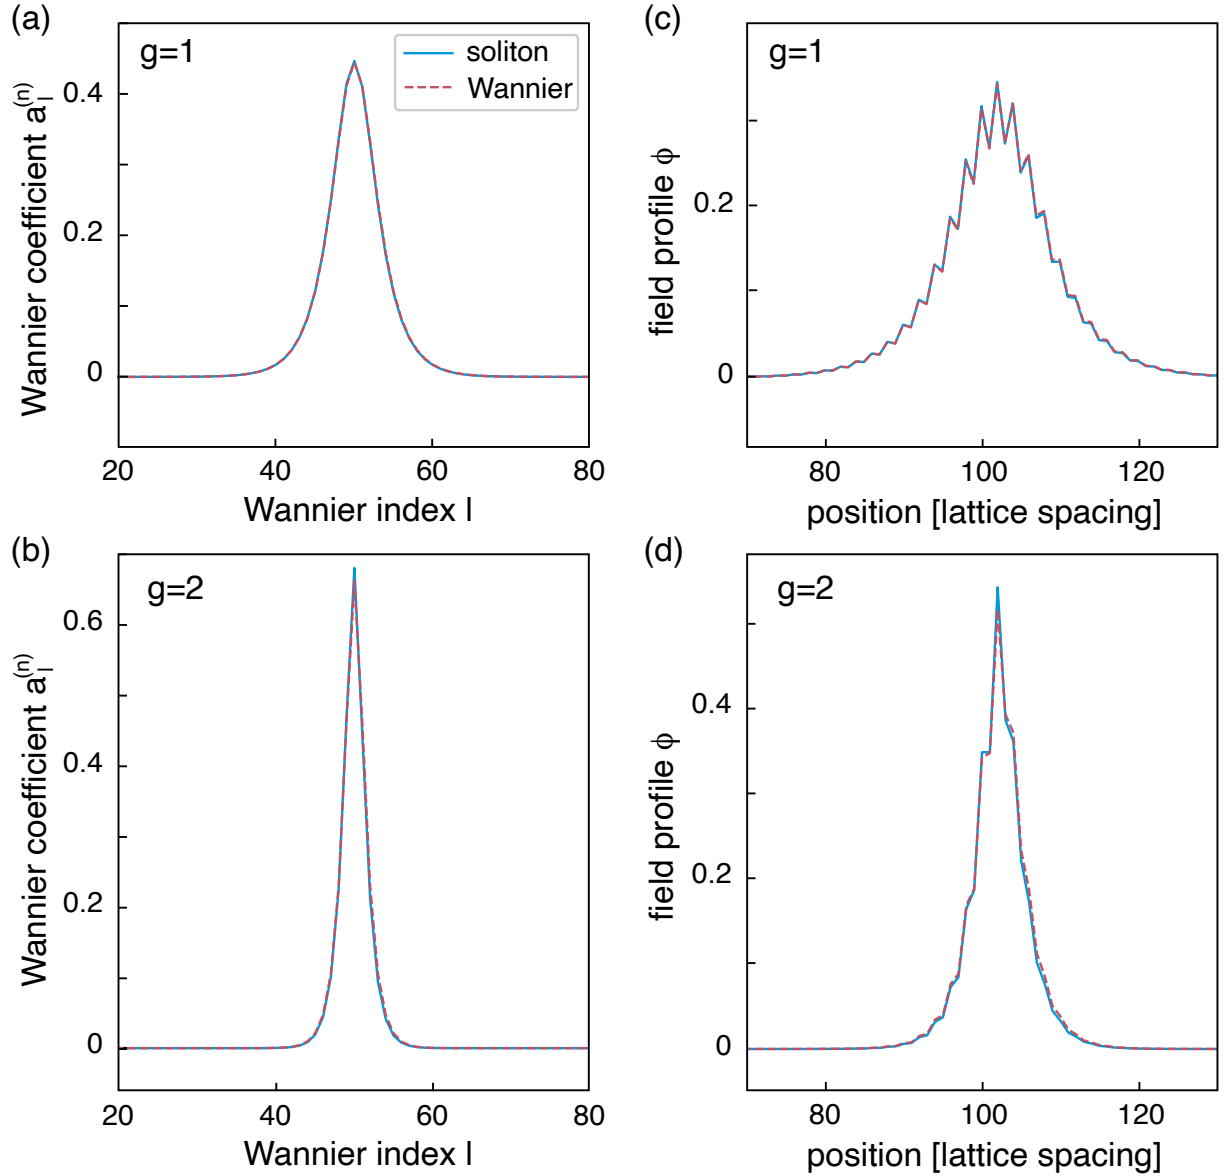 (a)
g=1
soliton
Wannier
0.4
0.2
0
20 40 60 80
Wannier index l
Wannier coefficient a_l^(n)
(c)
g=1
0.2
0
80 100 120
position [lattice spacing]
field profile ϕ
(b)
g=2
0.6
0.4
0.2
0
20 40 60 80
Wannier index l
Wannier coefficient a_l^(n)
(d)
g=2
0.4
0.2
0
80 100 120
position [lattice spacing]
field profile ϕ